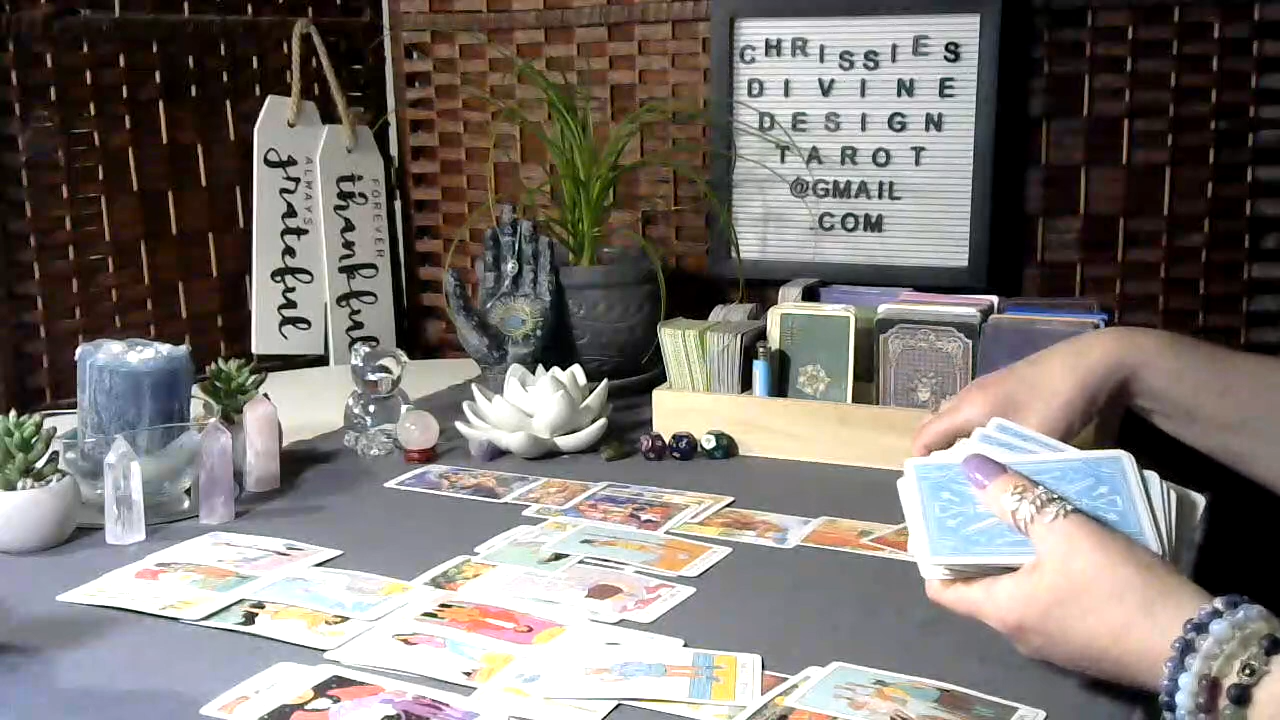 ALWAYS
grateful
FOREVER
thankful
CHRISSIES
DIVINE
DESIGN
TAROT
@GMAIL
.COM